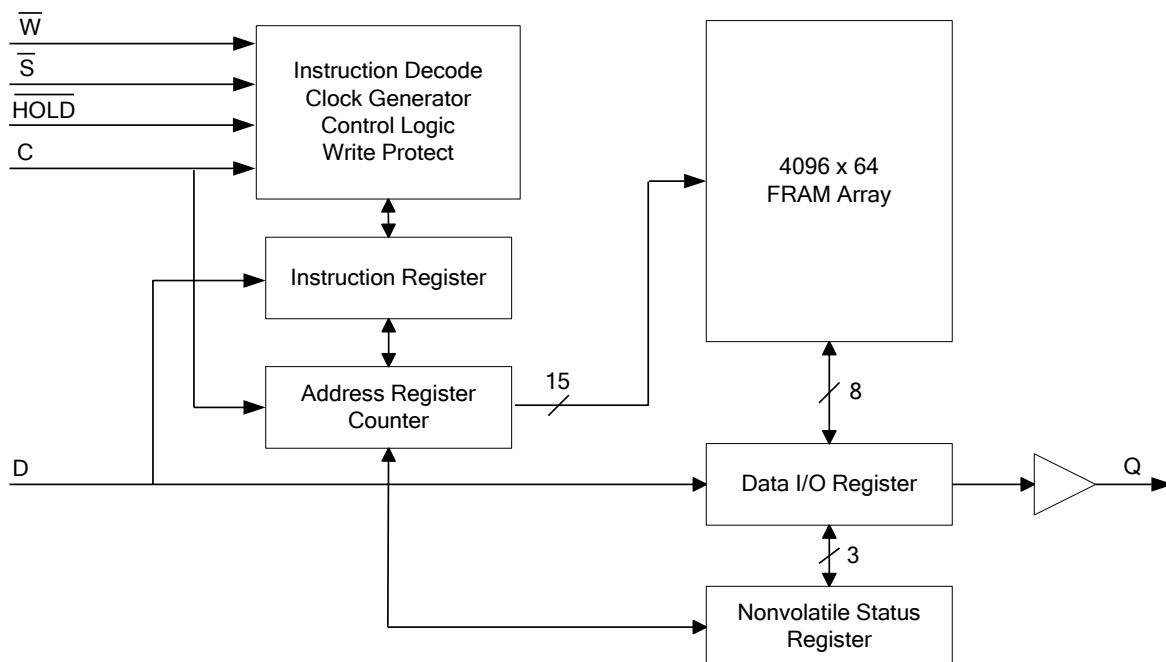 W̅
S̅
H̅O̅L̅D̅
C
Instruction Decode
Clock Generator
Control Logic
Write Protect
4096 x 64
FRAM Array
Instruction Register
Address Register
Counter
15
8
D
Data I/O Register
Q
3
Nonvolatile Status
Register